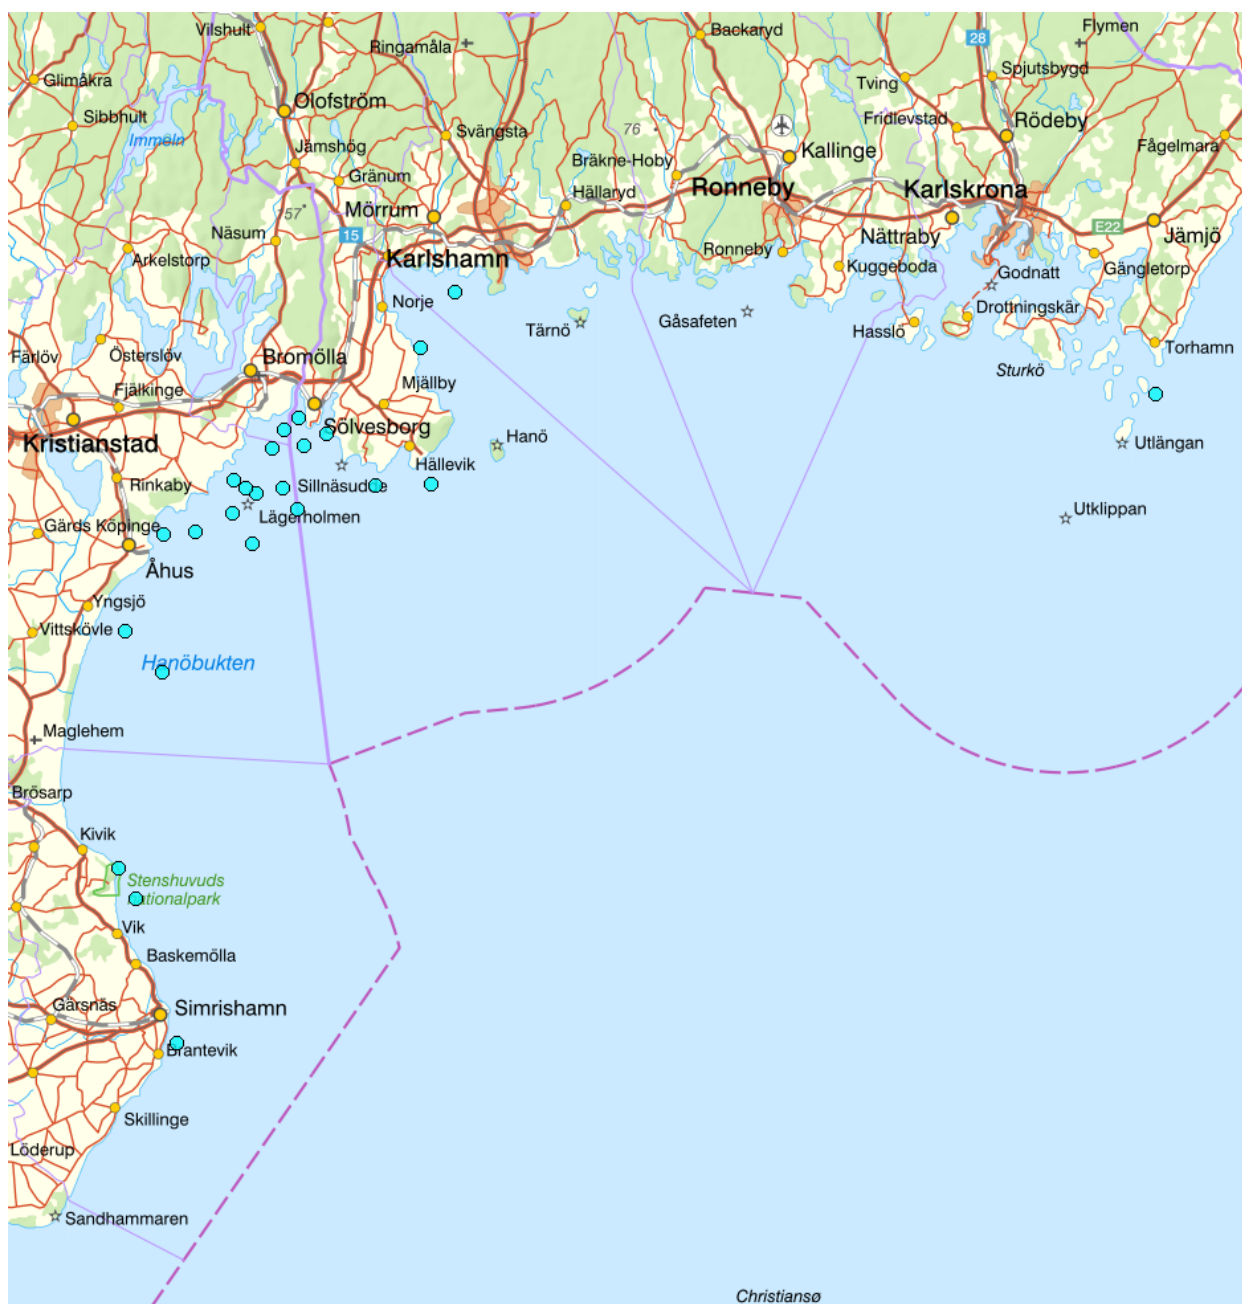 Vilshult
Ringamåla
Backaryd
28
Flymen
Glimåkra
Tving
Spjutsbygd
Olofström
Sibbhult
Immeln
Svängsta
76
Fridlevstad
Rödeby
Jämshög
Bräkne-Hoby
Kallinge
Fågelmara
Gränum
Hällaryd
Ronneby
Karlskrona
57
Mörrum
Näsum
15
Nättraby
E22
Jämjö
Arkelstorp
Karlshamn
Ronneby
Kuggeboda
Godnatt
Gängletorp
Norje
Tärnö
Gåsafeten
Hasslö
Drottningskär
Färlöv
Österslöv
Bromölla
Torhamn
Sturkö
Fjälkinge
Mjällby
Kristianstad
Sölvesborg
Hanö
Utlängan
Rinkaby
Hällevik
Sillnäsudde
Utklippan
Gärds Köpinge
Lägerholmen
Åhus
Yngsjö
Vittskövle
Hanöbukten
Maglehem
Brösarp
Kivik
Stenshuvuds
nationalpark
Vik
Baskemölla
Gärsnäs
Simrishamn
Brantevik
Skillinge
Löderup
Sandhammaren
Christiansø